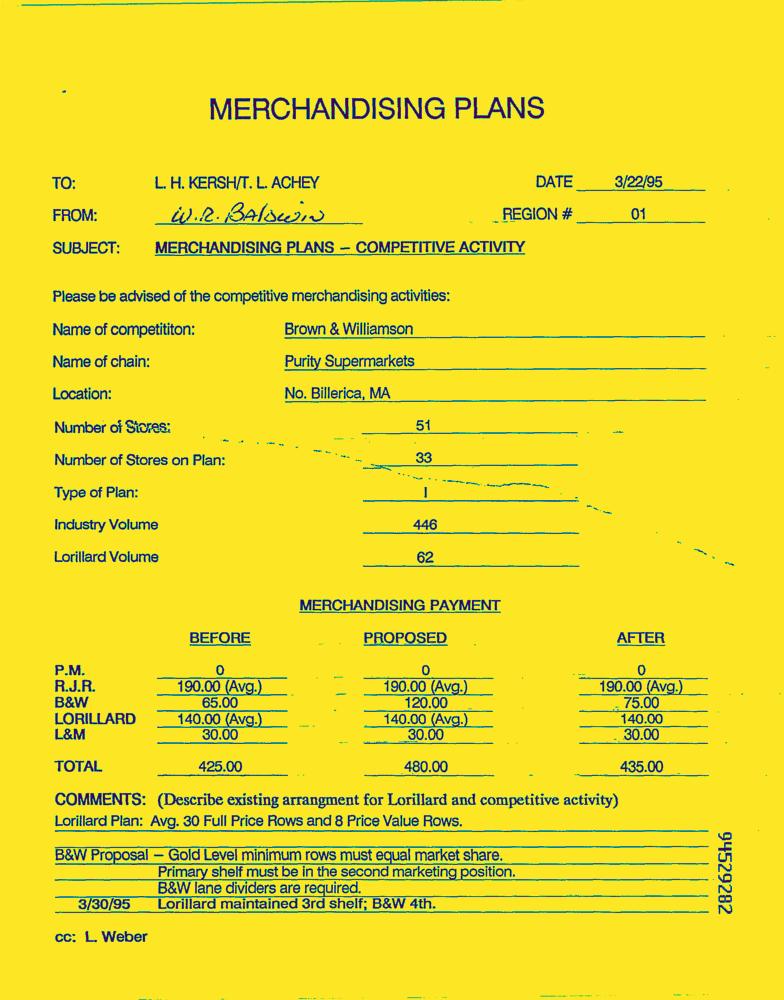 MERCHANDISING PLANS
TO: L. H. KERSH/T. L. ACHEY DATE 3/22/95
FROM: W.R. BAldwin REGION # 01
SUBJECT: MERCHANDISING PLANS – COMPETITIVE ACTIVITY
Please be advised of the competitive merchandising activities:
Name of competititon: Brown & Williamson
Name of chain: Purity Supermarkets
Location: No. Billerica, MA
Number of Stores: 51
Number of Stores on Plan: 33
Type of Plan: I
Industry Volume 446
Lorillard Volume 62
MERCHANDISING PAYMENT
BEFORE PROPOSED AFTER
P.M. 0 0 0
R.J.R. 190.00 (Avg.) 190.00 (Avg.) 190.00 (Avg.)
B&W 65.00 120.00 75.00
LORILLARD 140.00 (Avg.) 140.00 (Avg.) 140.00
L&M 30.00 30.00 30.00
TOTAL 425.00 480.00 435.00
COMMENTS: (Describe existing arrangment for Lorillard and competitive activity)
Lorillard Plan: Avg. 30 Full Price Rows and 8 Price Value Rows.
B&W Proposal – Gold Level minimum rows must equal market share.
Primary shelf must be in the second marketing position.
B&W lane dividers are required.
3/30/95 Lorillard maintained 3rd shelf; B&W 4th.
cc: L. Weber
94529282